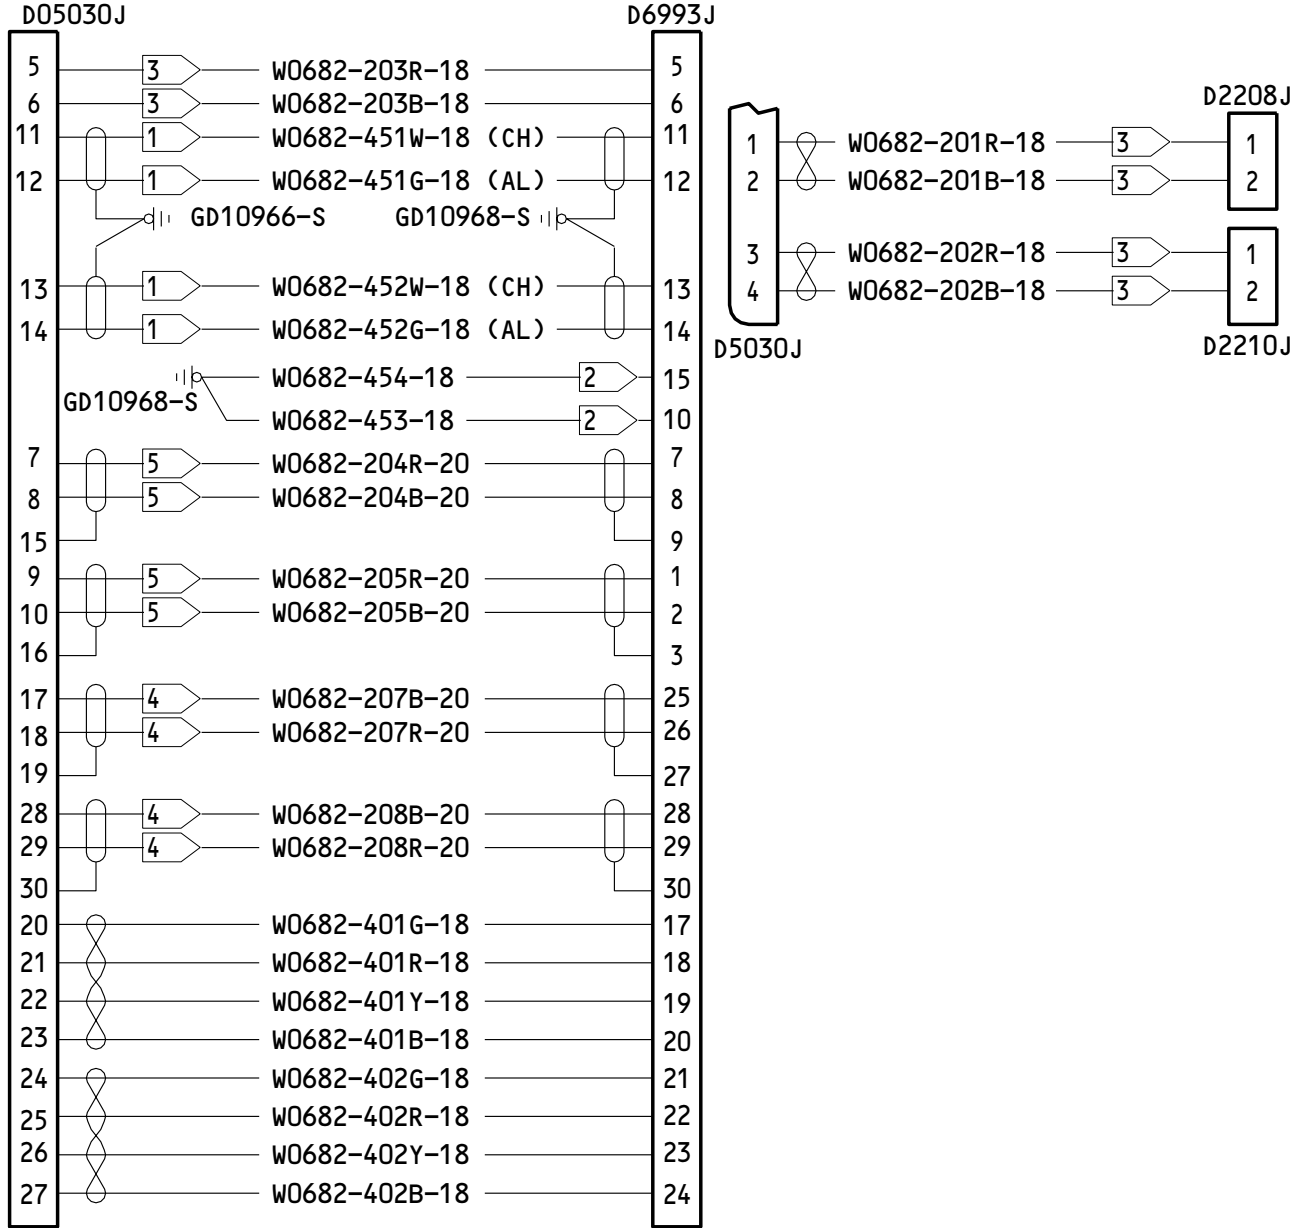 D05030J D6993J
5 3 W0682-203R-18 5
6 3 W0682-203B-18 6
11 1 W0682-451W-18 (CH) 11
12 1 W0682-451G-18 (AL) 12
GD10966-S GD10968-S
13 1 W0682-452W-18 (CH) 13
14 1 W0682-452G-18 (AL) 14
W0682-454-18 2 15
GD10968-S
W0682-453-18 2 10
7 5 W0682-204R-20 7
8 5 W0682-204B-20 8
15 9
9 5 W0682-205R-20 1
10 5 W0682-205B-20 2
16 3
17 4 W0682-207B-20 25
18 4 W0682-207R-20 26
19 27
28 4 W0682-208B-20 28
29 4 W0682-208R-20 29
30 30
20 W0682-401G-18 17
21 W0682-401R-18 18
22 W0682-401Y-18 19
23 W0682-401B-18 20
24 W0682-402G-18 21
25 W0682-402R-18 22
26 W0682-402Y-18 23
27 W0682-402B-18 24
D2208J
1 W0682-201R-18 3 1
2 W0682-201B-18 3 2
3 W0682-202R-18 3 1
4 W0682-202B-18 3 2
D5030J D2210J